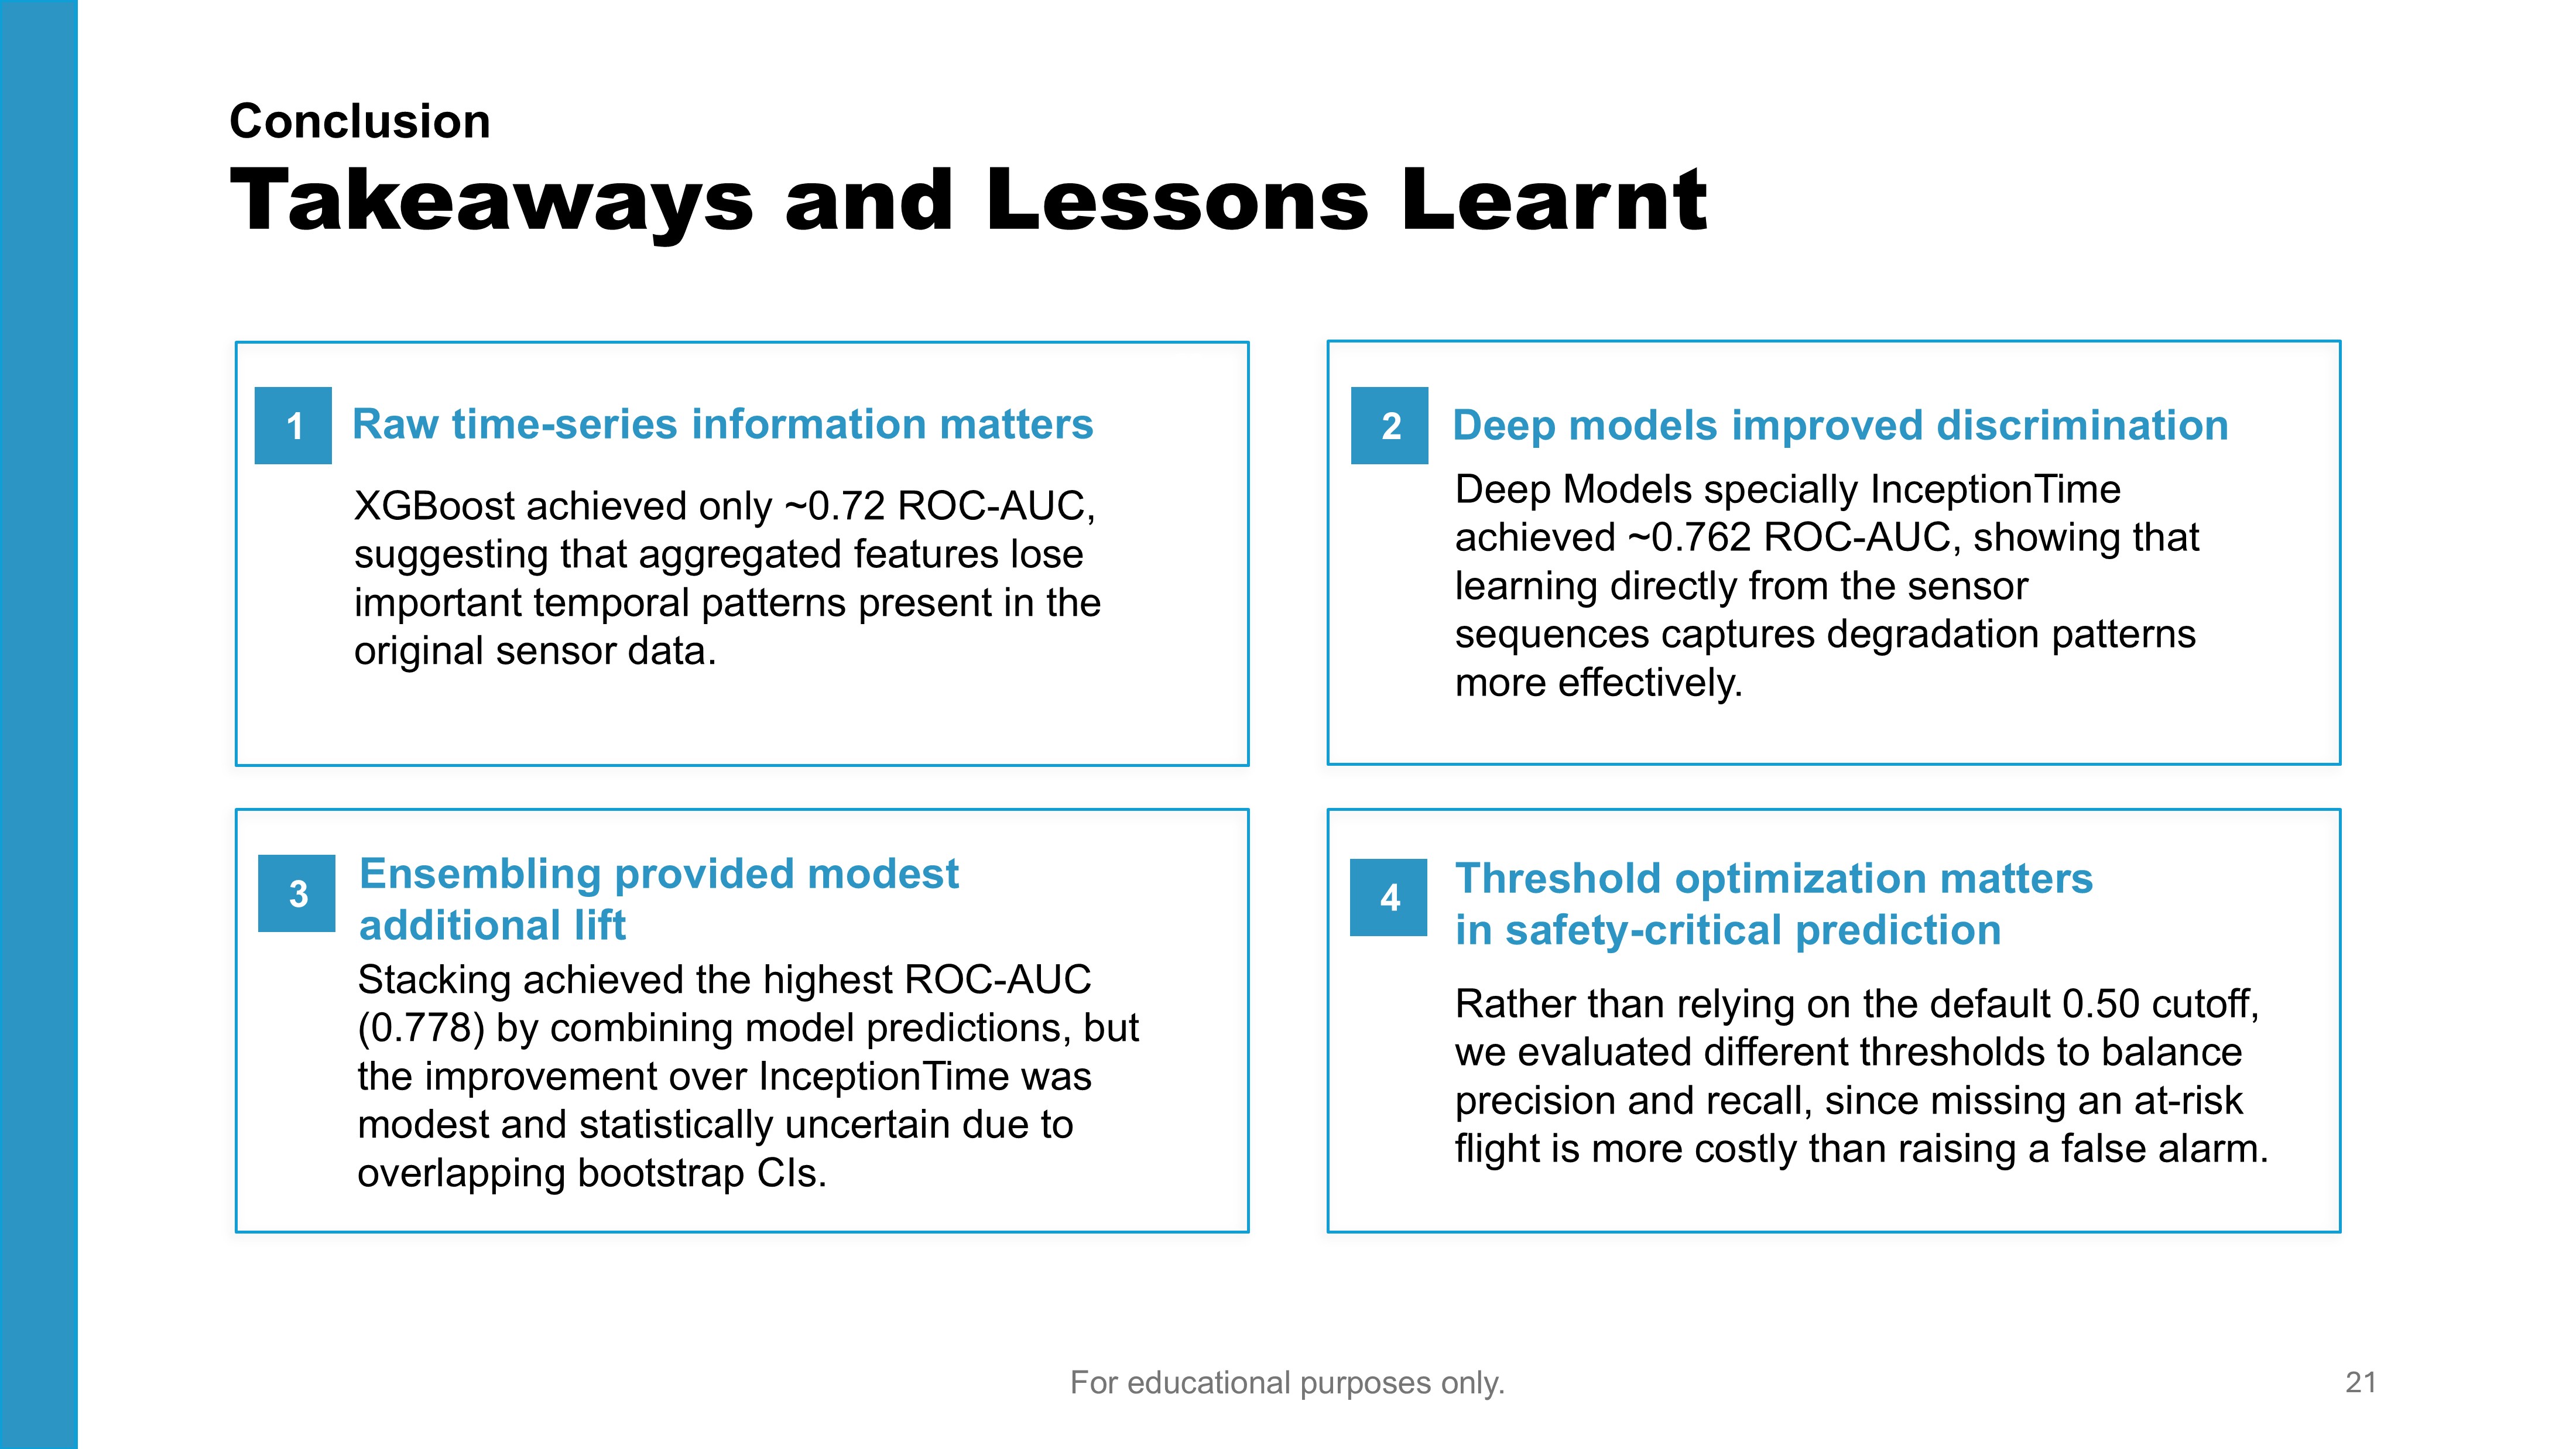 Conclusion
Takeaways and Lessons Learnt
1
Raw time-series information matters
XGBoost achieved only ~0.72 ROC-AUC,
suggesting that aggregated features lose
important temporal patterns present in the
original sensor data.
2
Deep models improved discrimination
Deep Models specially InceptionTime
achieved ~0.762 ROC-AUC, showing that
learning directly from the sensor
sequences captures degradation patterns
more effectively.
3
Ensembling provided modest
additional lift
Stacking achieved the highest ROC-AUC
(0.778) by combining model predictions, but
the improvement over InceptionTime was
modest and statistically uncertain due to
overlapping bootstrap CIs.
4
Threshold optimization matters
in safety-critical prediction
Rather than relying on the default 0.50 cutoff,
we evaluated different thresholds to balance
precision and recall, since missing an at-risk
flight is more costly than raising a false alarm.
For educational purposes only.
21